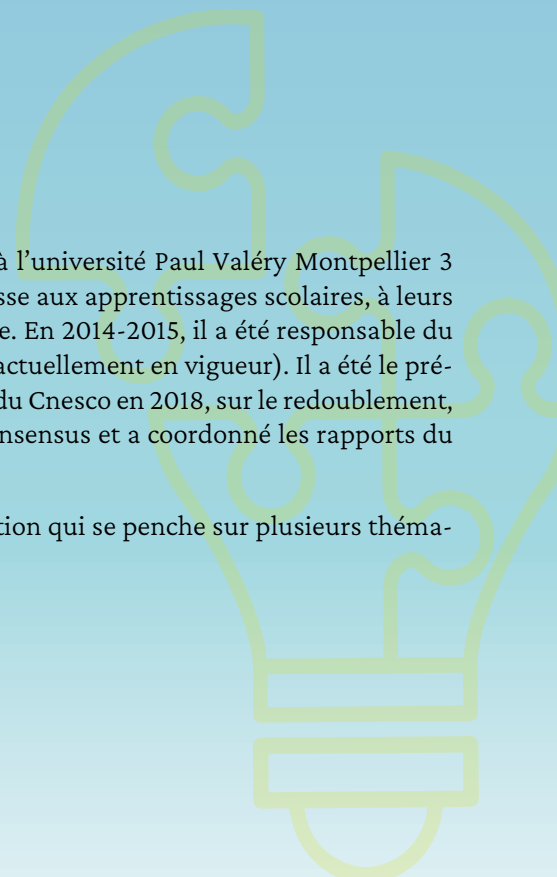 à l’université Paul Valéry Montpellier 3
sse aux apprentissages scolaires, à leurs
e. En 2014-2015, il a été responsable du
actuellement en vigueur). Il a été le pré-
du Cnesco en 2018, sur le redoublement,
nsensus et a coordonné les rapports du
tion qui se penche sur plusieurs théma-